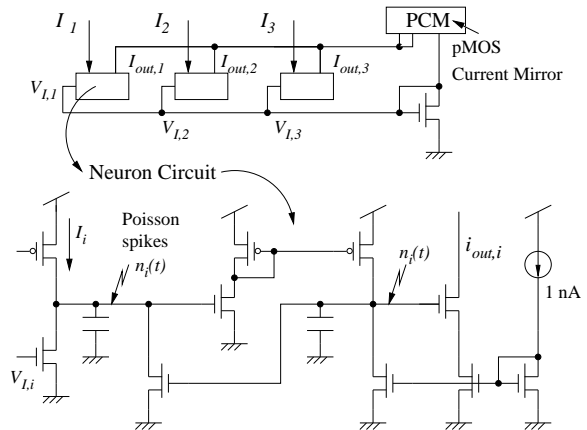 I 1 I2 I3 PCM
pMOS
Current Mirror
Iout,1 Iout,2 Iout,3
VI,1
VI,2 VI,3
Neuron Circuit
Ii
Poisson
spikes
ni(t) ni(t) iout,i
1 nA
VI,i